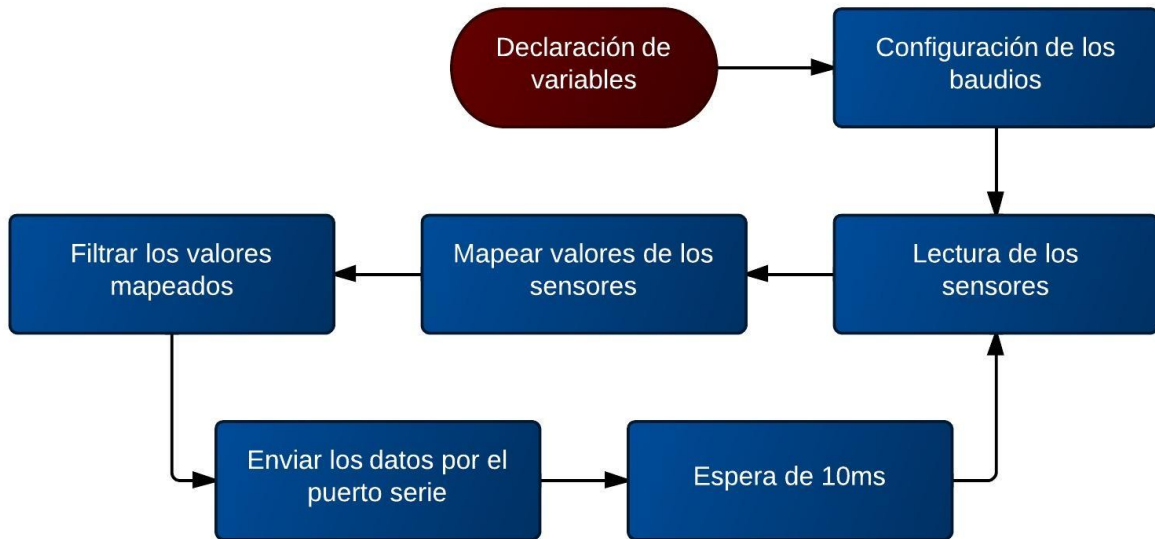 Declaración de
variables
Configuración de los
baudios
Lectura de los
sensores
Mapear valores de los
sensores
Filtrar los valores
mapeados
Enviar los datos por el
puerto serie
Espera de 10ms